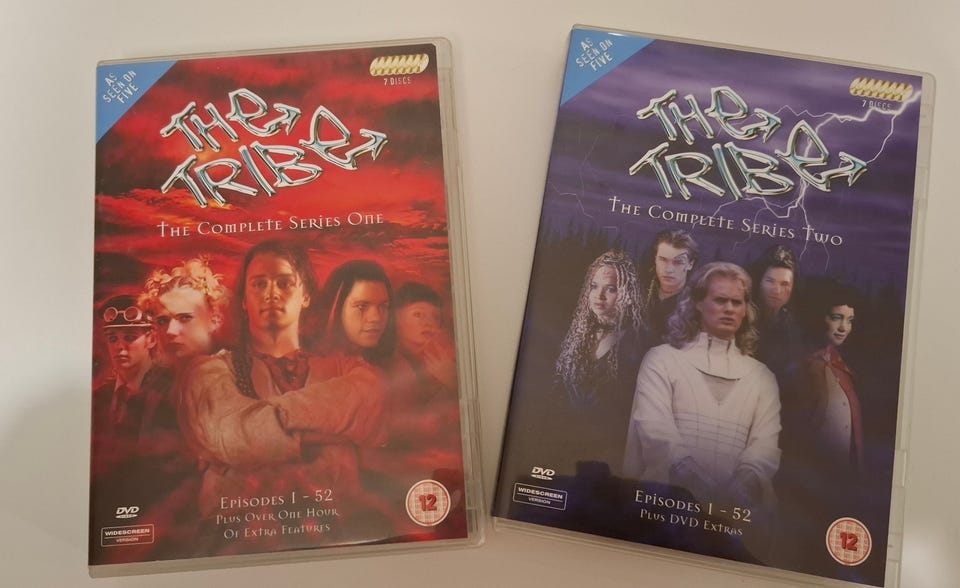 AS
SEEN ON
FIVE
7 DISCS
THE
TRIBE
THE COMPLETE SERIES ONE
EPISODES 1 - 52
PLUS OVER ONE HOUR
OF EXTRA FEATURES
DVD
WIDESCREEN
VERSION
12
AS
SEEN ON
FIVE
7 DISCS
THE
TRIBE
THE COMPLETE SERIES TWO
EPISODES 1 - 52
PLUS DVD EXTRAS
DVD
WIDESCREEN
VERSION
12